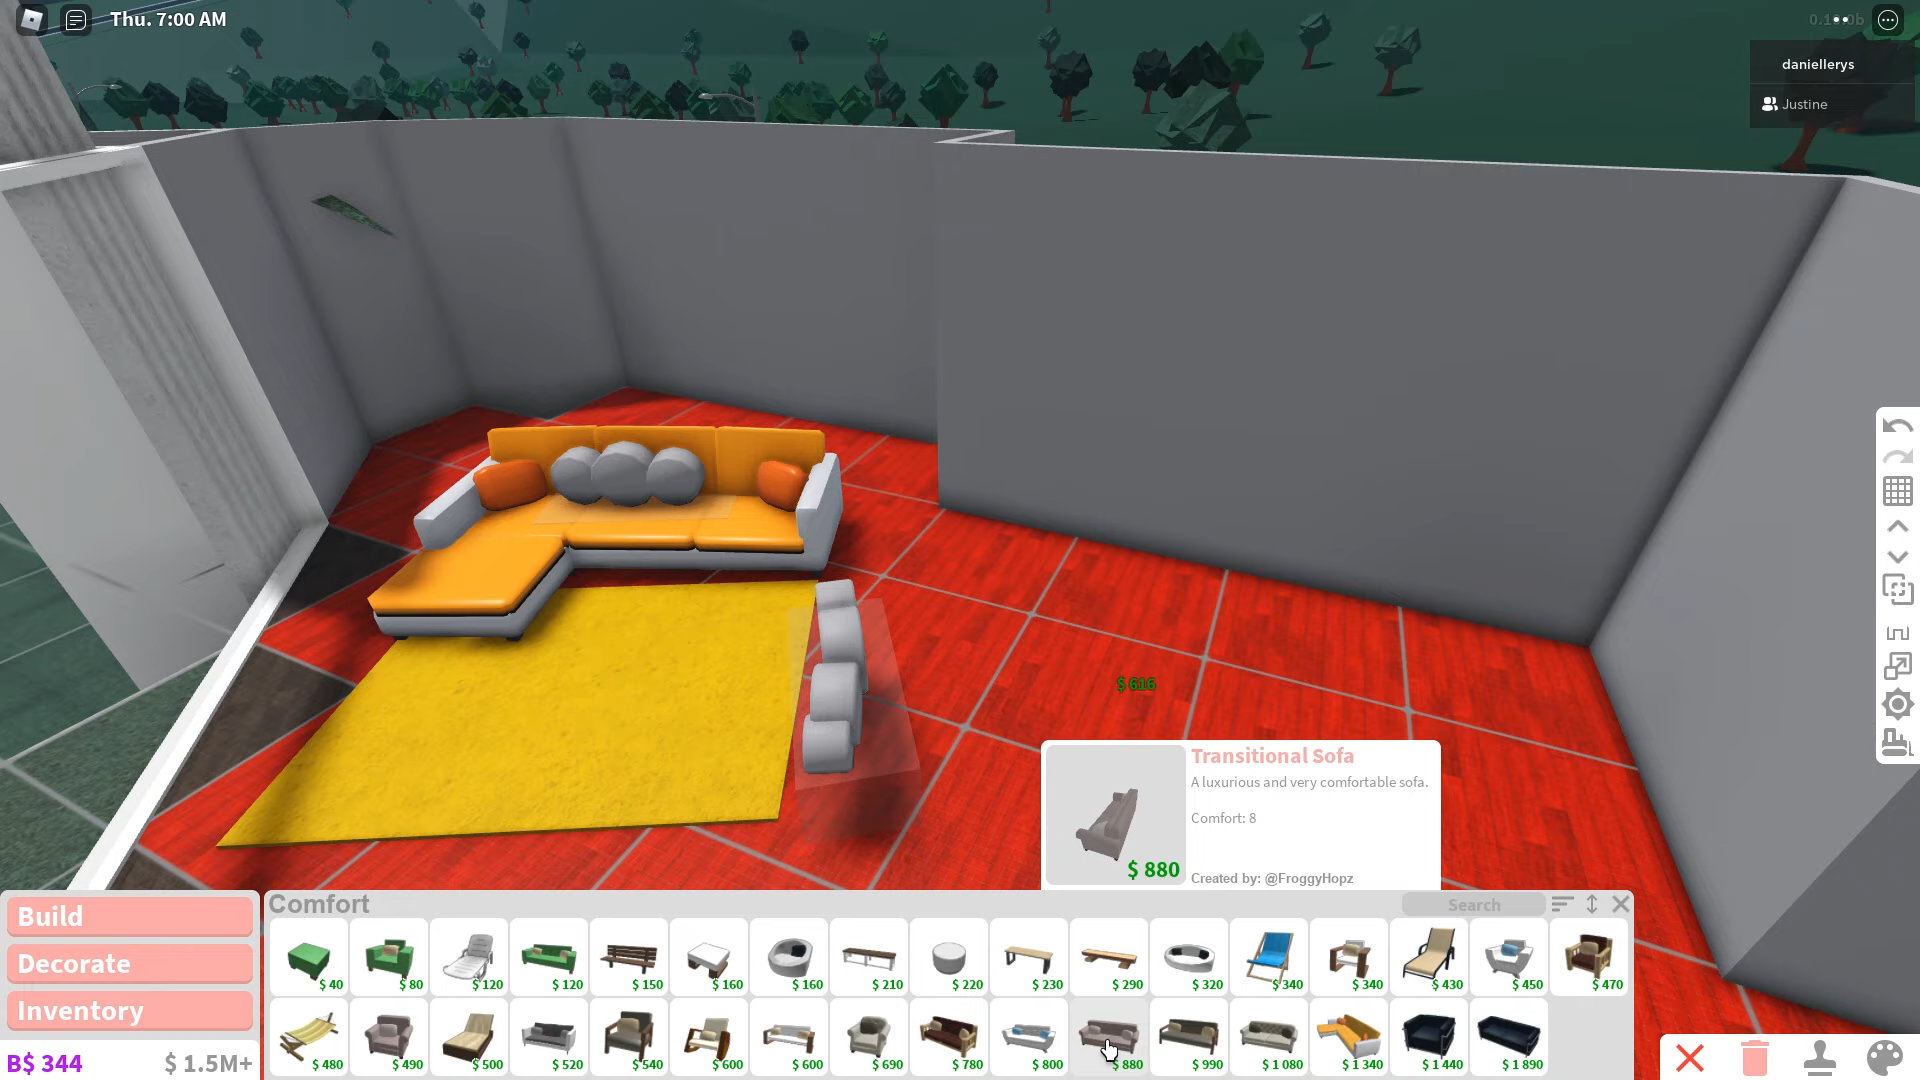 Thu. 7:00 AM
daniellerys
Justine
$ 616
Transitional Sofa
A luxurious and very comfortable sofa.
Comfort: 8
$ 880
Created by: @FroggyHopz
Build
Decorate
Inventory
B$ 344
$ 1.5M+
Comfort
Search
$ 40
$ 80
$ 120
$ 120
$ 150
$ 160
$ 160
$ 210
$ 220
$ 230
$ 290
$ 320
$ 340
$ 340
$ 430
$ 450
$ 470
$ 480
$ 490
$ 500
$ 520
$ 540
$ 600
$ 600
$ 690
$ 780
$ 800
$ 880
$ 990
$ 1 080
$ 1 340
$ 1 440
$ 1 890